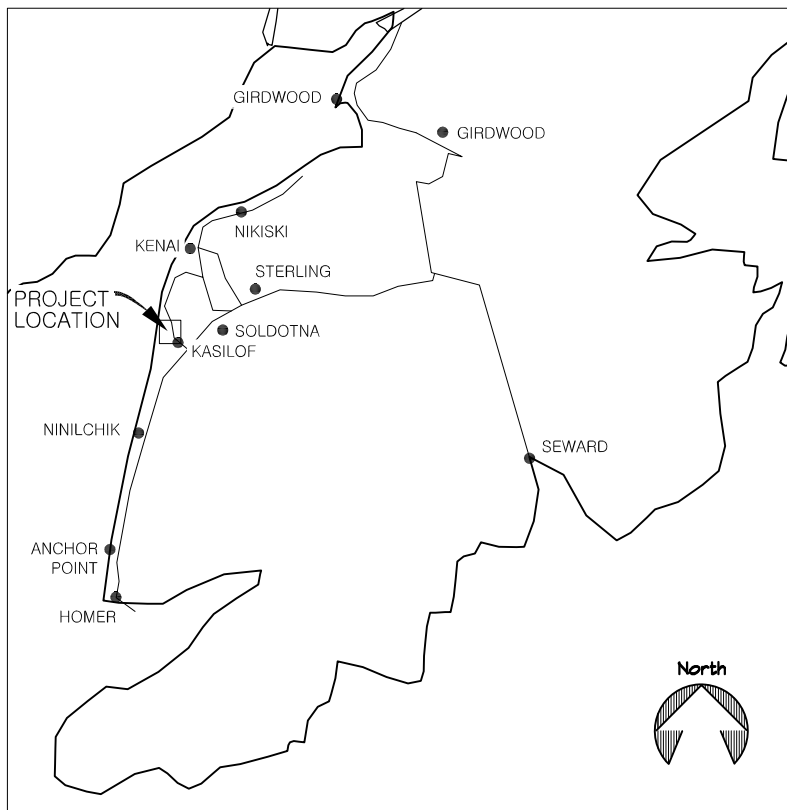 GIRDWOOD
GIRDWOOD
NIKISKI
KENAI
STERLING
PROJECT
LOCATION
SOLDOTNA
KASILOF
NINILCHIK
SEWARD
ANCHOR
POINT
HOMER
North